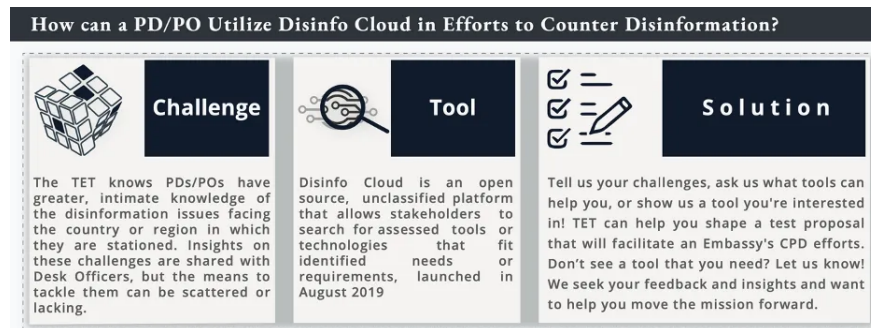 How can a PD/PO Utilize Disinfo Cloud in Efforts to Counter Disinformation?
Challenge
The TET knows PDs/POs have
greater, intimate knowledge of
the disinformation issues facing
the country or region in which
they are stationed. Insights on
these challenges are shared with
Desk Officers, but the means to
tackle them can be scattered or
lacking.
Tool
Disinfo Cloud is an open
source, unclassified platform
that allows stakeholders to
search for assessed tools or
technologies that fit
identified needs or
requirements, launched in
August 2019
Solution
Tell us your challenges, ask us what tools can
help you, or show us a tool you're interested
in! TET can help you shape a test proposal
that will facilitate an Embassy's CPD efforts.
Don't see a tool that you need? Let us know!
We seek your feedback and insights and want
to help you move the mission forward.